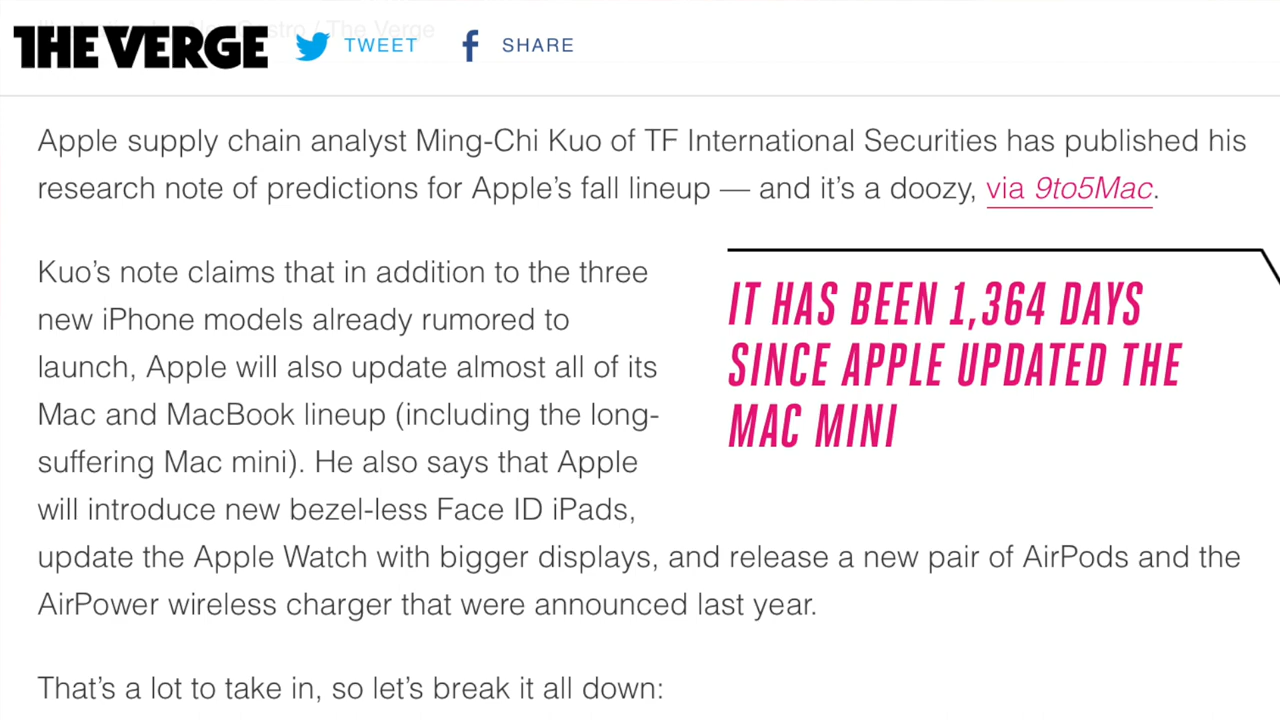 THE VERGE
TWEET
SHARE
Apple supply chain analyst Ming-Chi Kuo of TF International Securities has published his
research note of predictions for Apple’s fall lineup — and it’s a doozy, via 9to5Mac.
Kuo’s note claims that in addition to the three
new iPhone models already rumored to
launch, Apple will also update almost all of its
Mac and MacBook lineup (including the long-
suffering Mac mini). He also says that Apple
will introduce new bezel-less Face ID iPads,
update the Apple Watch with bigger displays, and release a new pair of AirPods and the
AirPower wireless charger that were announced last year.
IT HAS BEEN 1,364 DAYS
SINCE APPLE UPDATED THE
MAC MINI
That’s a lot to take in, so let’s break it all down: